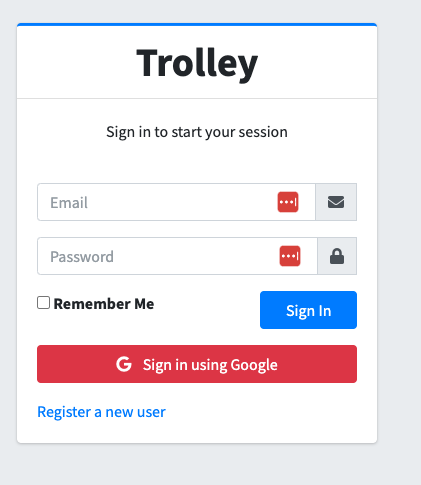 Trolley
Sign in to start your session
Email
Password
Remember Me
Sign In
Sign in using Google
Register a new user